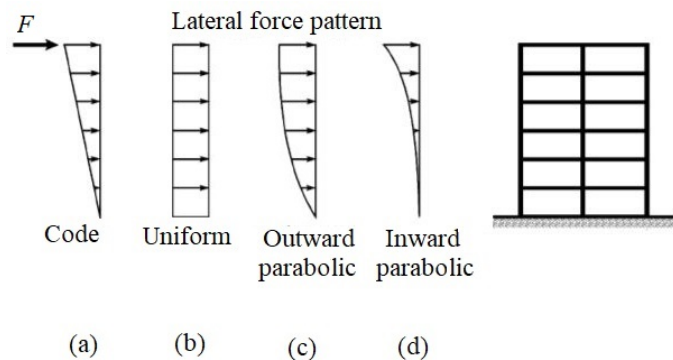 Lateral force pattern
F
Code
Uniform
Outward
parabolic
Inward
parabolic
(a)
(b)
(c)
(d)